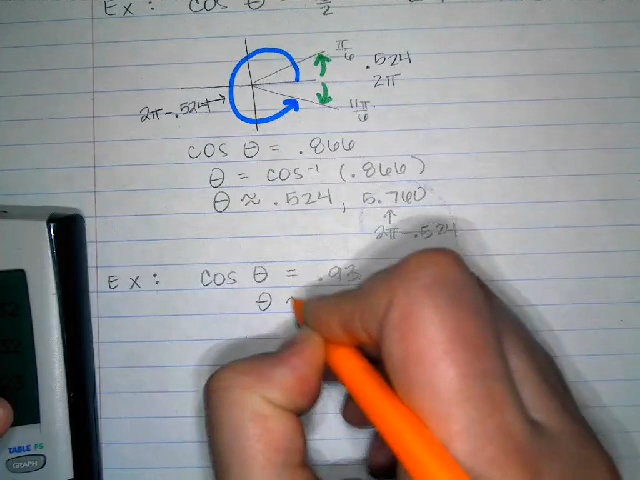 Ex: cos θ =
2
π
6
.524
2π
2π-.524→
11π
6
cos θ = .866
θ = cos⁻¹ (.866)
θ ≈ .524, 5.760
↑
2π-.524
Ex: cos θ = .93
θ ≈
TABLE F5
GRAPH